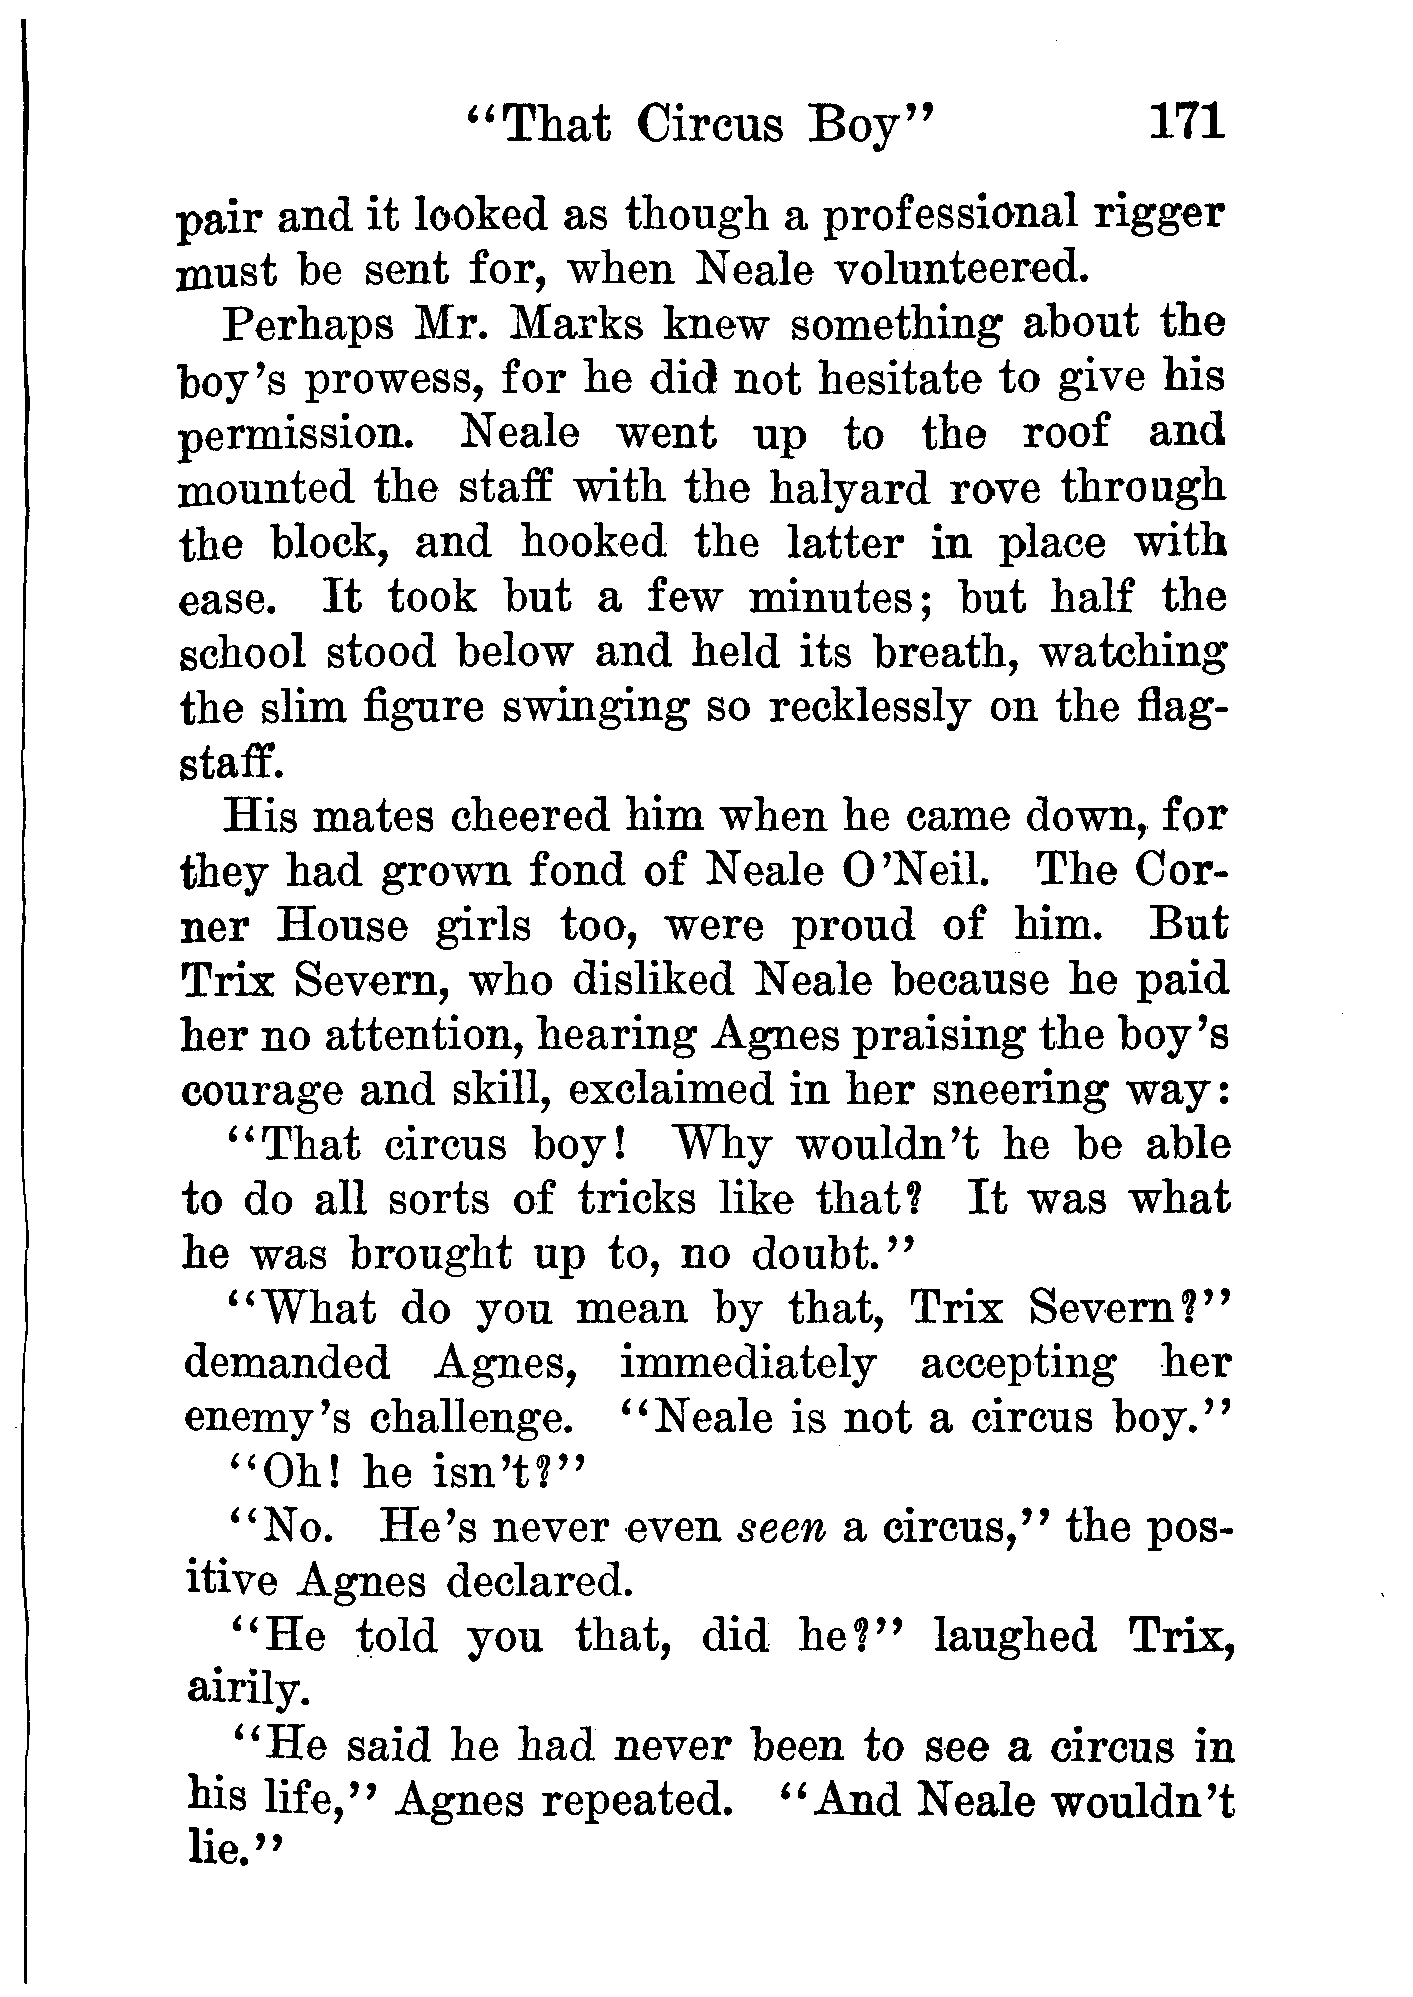 "That Circus Boy" 171
pair and it looked as though a professional rigger
must be sent for, when Neale volunteered.
Perhaps Mr. Marks knew something about the
boy's prowess, for he did not hesitate to give his
permission. Neale went up to the roof and
mounted the staff with the halyard rove through
the block, and hooked the latter in place with
ease. It took but a few minutes; but half the
school stood below and held its breath, watching
the slim figure swinging so recklessly on the flag-
staff.
His mates cheered him when he came down, for
they had grown fond of Neale O'Neil. The Cor-
ner House girls too, were proud of him. But
Trix Severn, who disliked Neale because he paid
her no attention, hearing Agnes praising the boy's
courage and skill, exclaimed in her sneering way:
"That circus boy! Why wouldn't he be able
to do all sorts of tricks like that? It was what
he was brought up to, no doubt."
"What do you mean by that, Trix Severn?"
demanded Agnes, immediately accepting her
enemy's challenge. "Neale is not a circus boy."
"Oh! he isn't?"
"No. He's never even seen a circus," the pos-
itive Agnes declared.
"He told you that, did he?" laughed Trix,
airily.
"He said he had never been to see a circus in
his life," Agnes repeated. "And Neale wouldn't
lie."